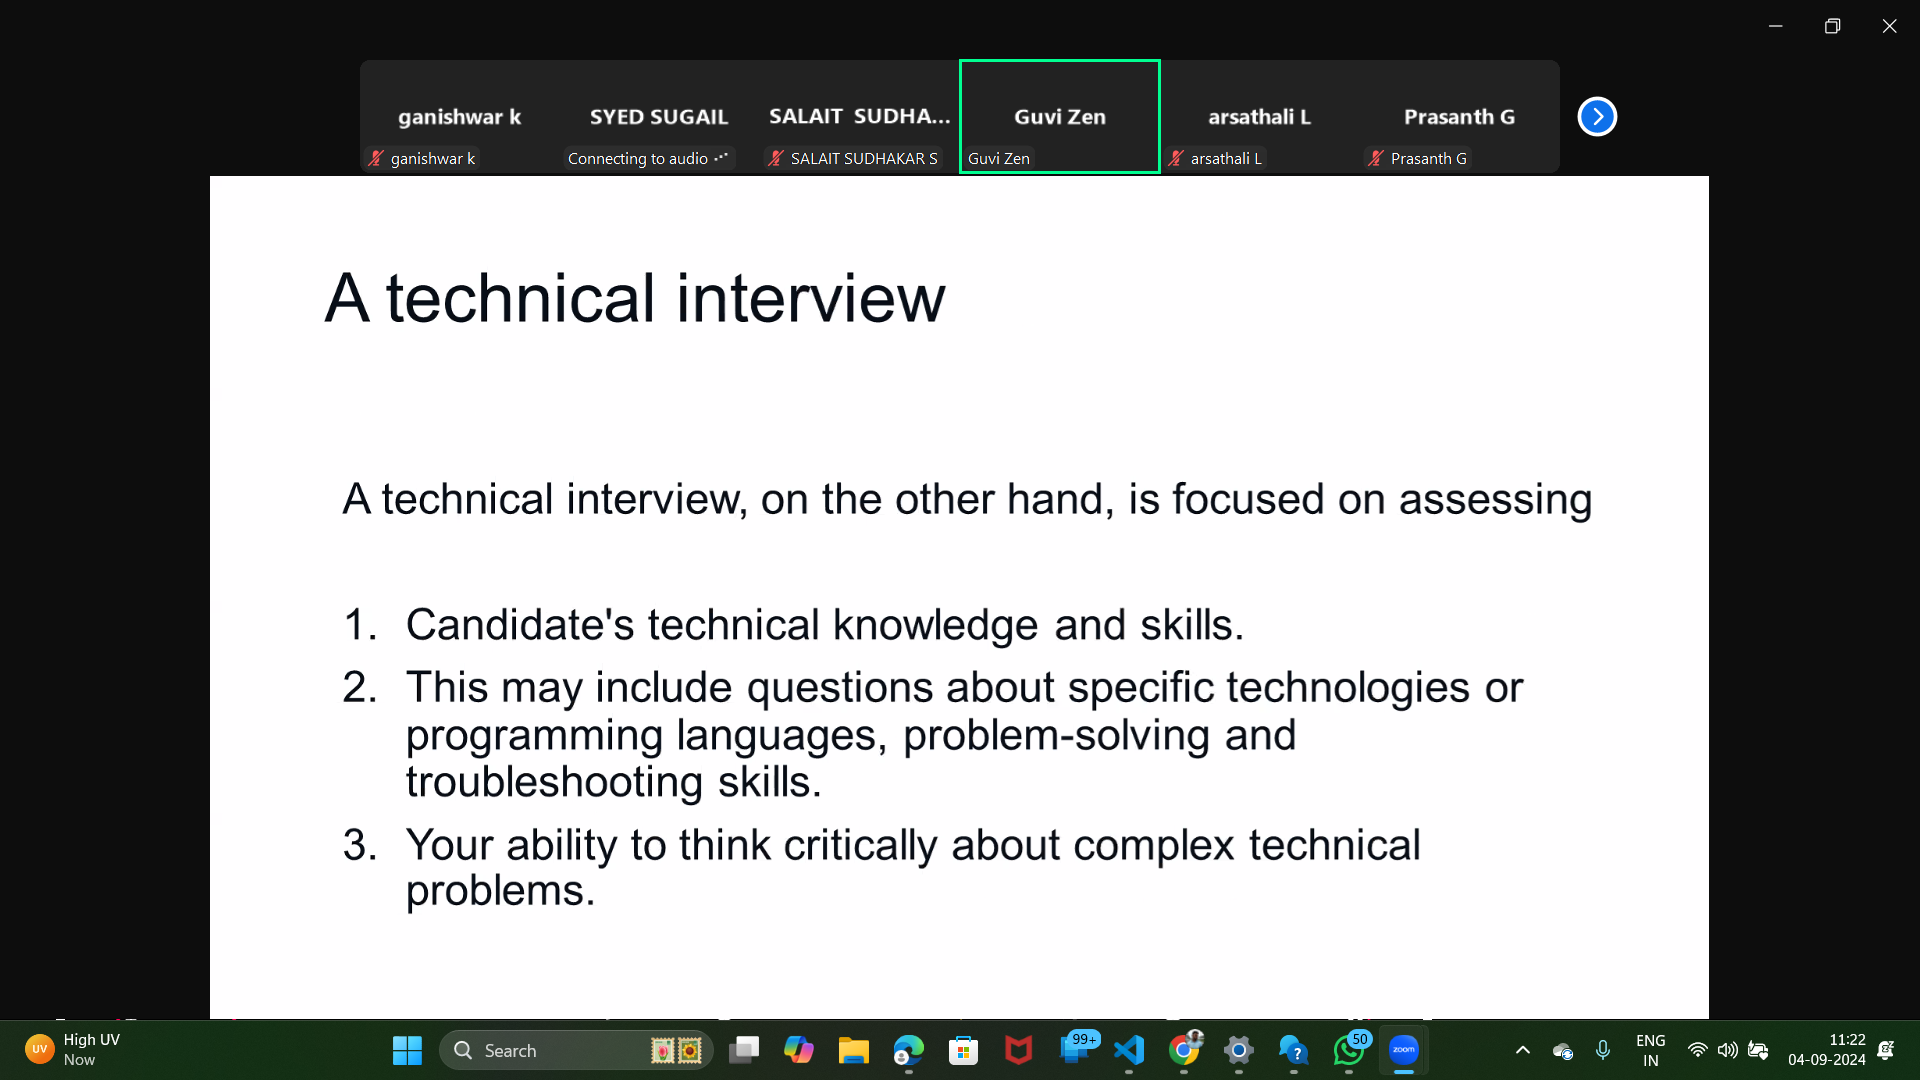 ganishwar k
SYED SUGAIL
SALAIT SUDHA...
Guvi Zen
arsathali L
Prasanth G
ganishwar k
Connecting to audio
SALAIT SUDHAKAR S
Guvi Zen
arsathali L
Prasanth G
A technical interview
A technical interview, on the other hand, is focused on assessing
1. Candidate's technical knowledge and skills.
2. This may include questions about specific technologies or
programming languages, problem-solving and
troubleshooting skills.
3. Your ability to think critically about complex technical
problems.
UV
High UV
Now
Search
99+
50
zoom
ENG
IN
11:22
04-09-2024